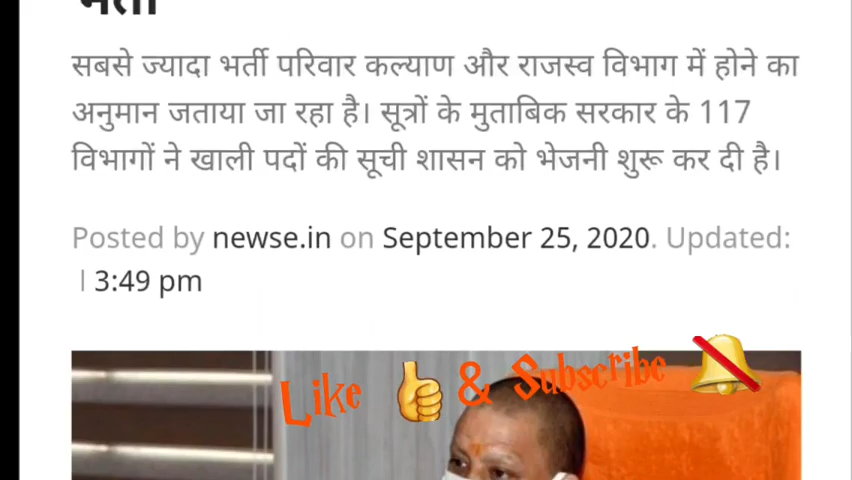 सबसे ज्यादा भर्ती परिवार कल्याण और राजस्व विभाग में होने का
अनुमान जताया जा रहा है। सूत्रों के मुताबिक सरकार के 117
विभागों ने खाली पदों की सूची शासन को भेजनी शुरू कर दी है।
Posted by newse.in on September 25, 2020. Updated:
| 3:49 pm
Like & Subscribe